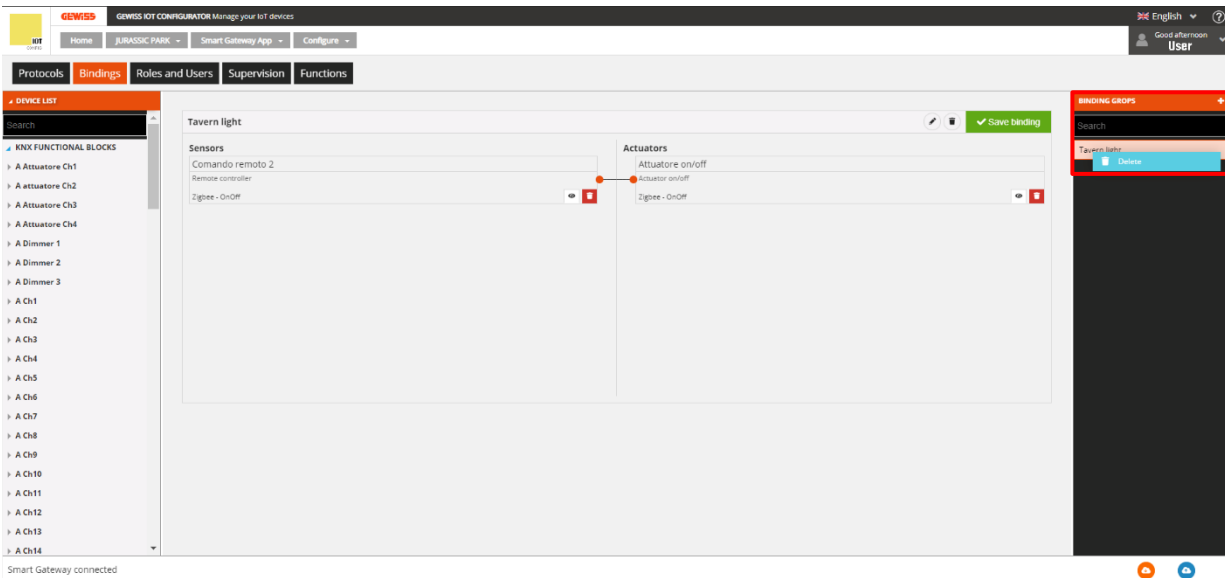 GEWISS GEWISS IOT CONFIGURATOR Manage your IoT devices English ?
IOT CONFIG Home JURASSIC PARK Smart Gateway App Configure Good afternoon
User
Protocols Bindings Roles and Users Supervision Functions
DEVICE LIST
Search
KNX FUNCTIONAL BLOCKS
A Attuatore Ch1
A attuatore Ch2
A Attuatore Ch3
A Attuatore Ch4
A Dimmer 1
A Dimmer 2
A Dimmer 3
A Ch1
A Ch2
A Ch3
A Ch4
A Ch5
A Ch6
A Ch7
A Ch8
A Ch9
A Ch10
A Ch11
A Ch12
A Ch13
A Ch14
Tavern light Save binding
Sensors
Comando remoto 2
Remote controller
Zigbee - OnOff
Actuators
Attuatore on/off
Actuator on/off
Zigbee - OnOff
BINDING GROPS +
Search
Tavern light
Delete
Smart Gateway connected